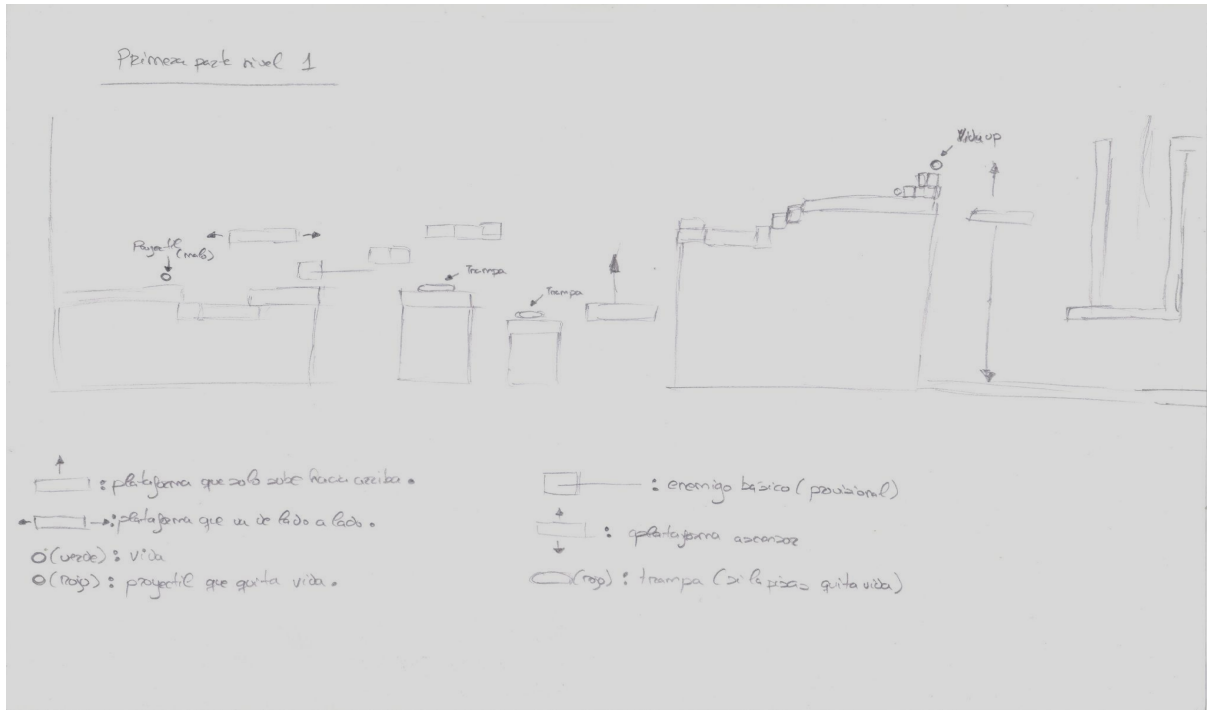 Primera parte nivel 1
Vida up
Proyectil
(malo)
Trampa
Trampa
: plataforma que solo sube hacia arriba.
: plataforma que va de lado a lado.
(verde) : vida
(rojo) : proyectil que quita vida.
: enemigo básico (provisional)
: plataforma ascensor
(rojo) : trampa (si la pisas quita vida)